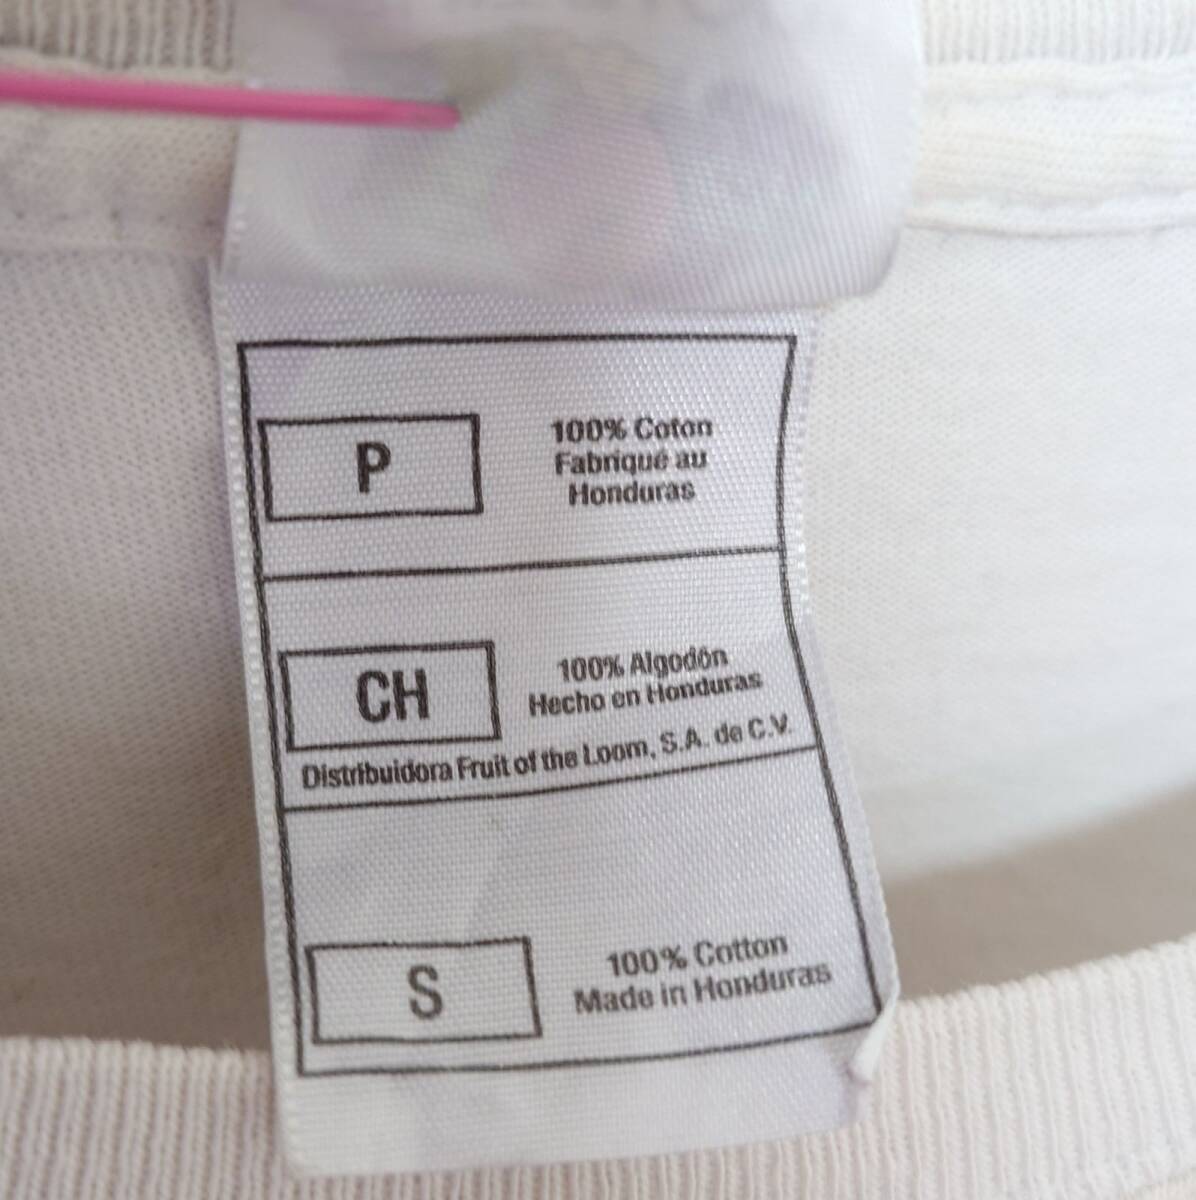 P
100% Coton
Fabriqué au
Honduras
CH
100% Algodón
Hecho en Honduras
Distribuidora Fruit of the Loom, S.A. de C.V.
S
100% Cotton
Made in Honduras